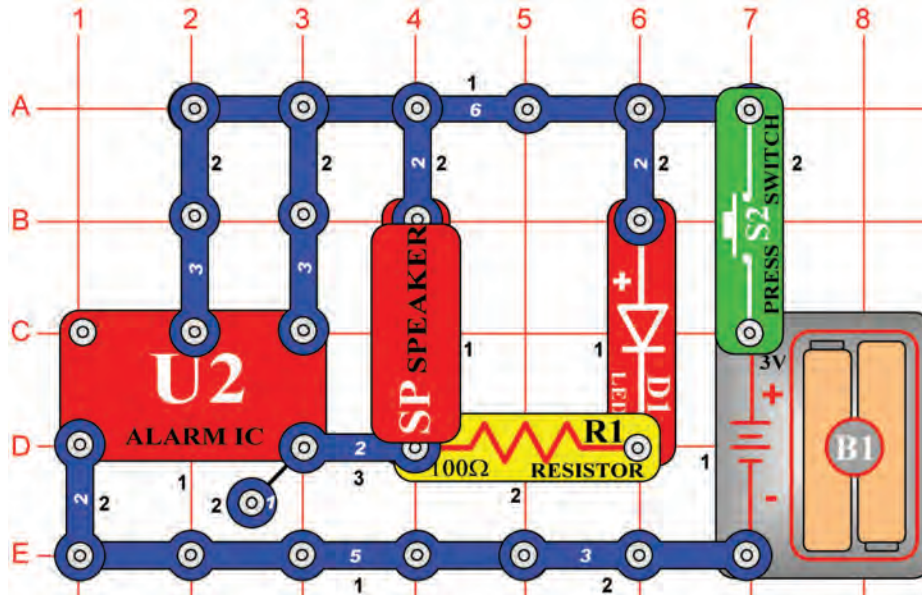 1 2 3 4 5 6 7 8
1
A 6
2 2 2 2 2 2 2
B
3 3
SPEAKER
SP
+
LED
D1
S2
PRESS SWITCH
C
1 1
U2
ALARM IC
3V
+
-
B1
D 2
R1
100Ω
RESISTOR
1 3 2 1
2 2 2 1
E 5 3
1 2